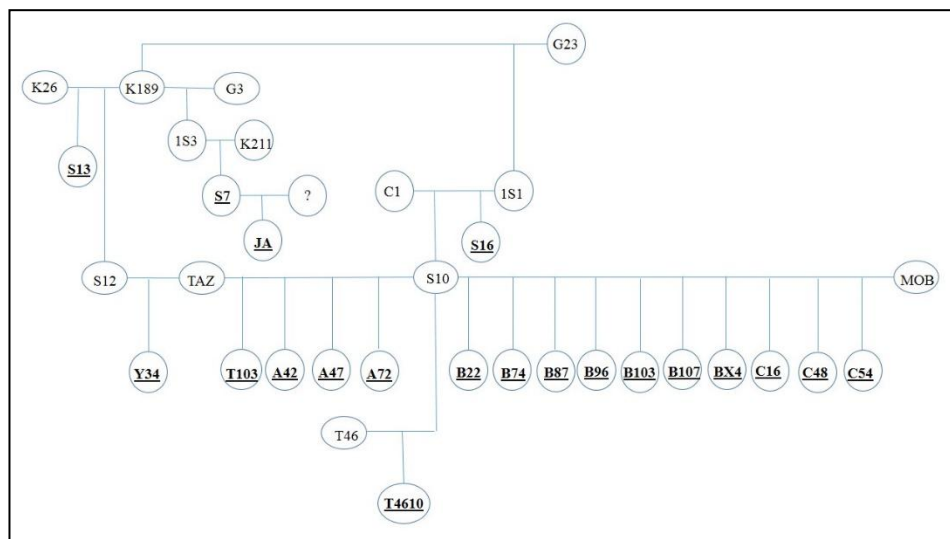 G23
K26 K189 G3
1S3 K211
S13
S7 ? C1 1S1
JA S16
S12 TAZ S10 MOB
Y34 T103 A42 A47 A72 B22 B74 B87 B96 B103 B107 BX4 C16 C48 C54
T46
T4610